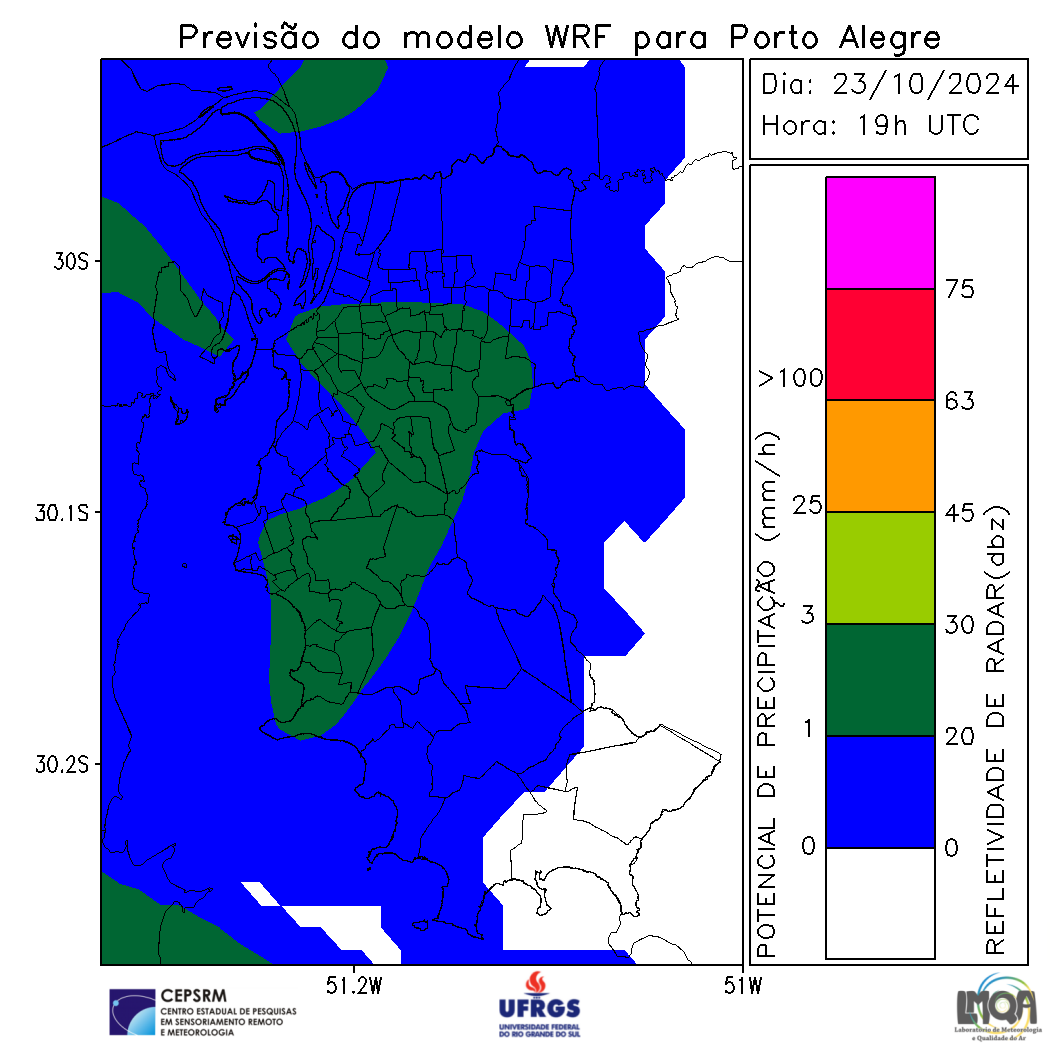 Previsão do modelo WRF para Porto Alegre
Dia: 23/10/2024
Hora: 19h UTC
30S
30.1S
30.2S
51.2W
51W
POTENCIAL DE PRECIPITAÇÃO (mm/h)
>100
25
3
1
0
75
63
45
30
20
0
REFLETIVIDADE DE RADAR(dbz)
CEPSRM
CENTRO ESTADUAL DE PESQUISAS
EM SENSORIAMENTO REMOTO
E METEOROLOGIA
UFRGS
UNIVERSIDADE FEDERAL
DO RIO GRANDE DO SUL
LMQA
Laboratório de Meteorologia
e Qualidade do Ar